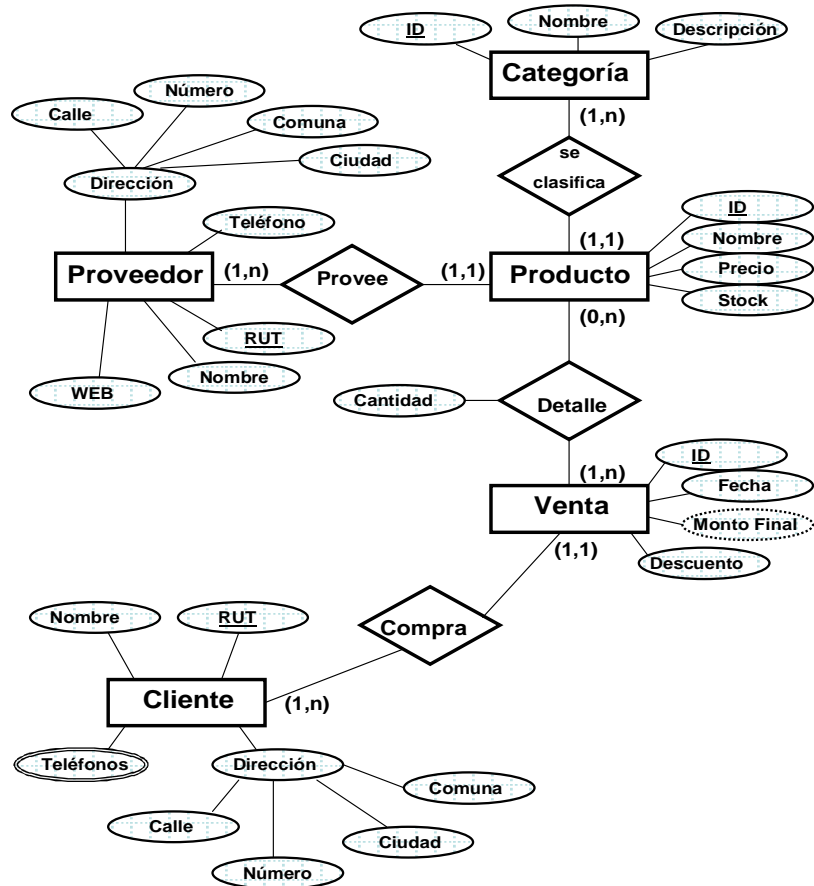 ID
Nombre
Descripción
Categoría
(1,n)
Número
Calle
Comuna
Ciudad
Dirección
se
clasifica
(1,1)
ID
Nombre
Precio
Stock
Teléfono
Proveedor
(1,n)
Provee
(1,1)
Producto
(0,n)
RUT
Nombre
WEB
Cantidad
Detalle
(1,n)
ID
Fecha
Monto Final
Descuento
Venta
(1,1)
Compra
Nombre
RUT
Cliente
(1,n)
Teléfonos
Dirección
Comuna
Calle
Ciudad
Número